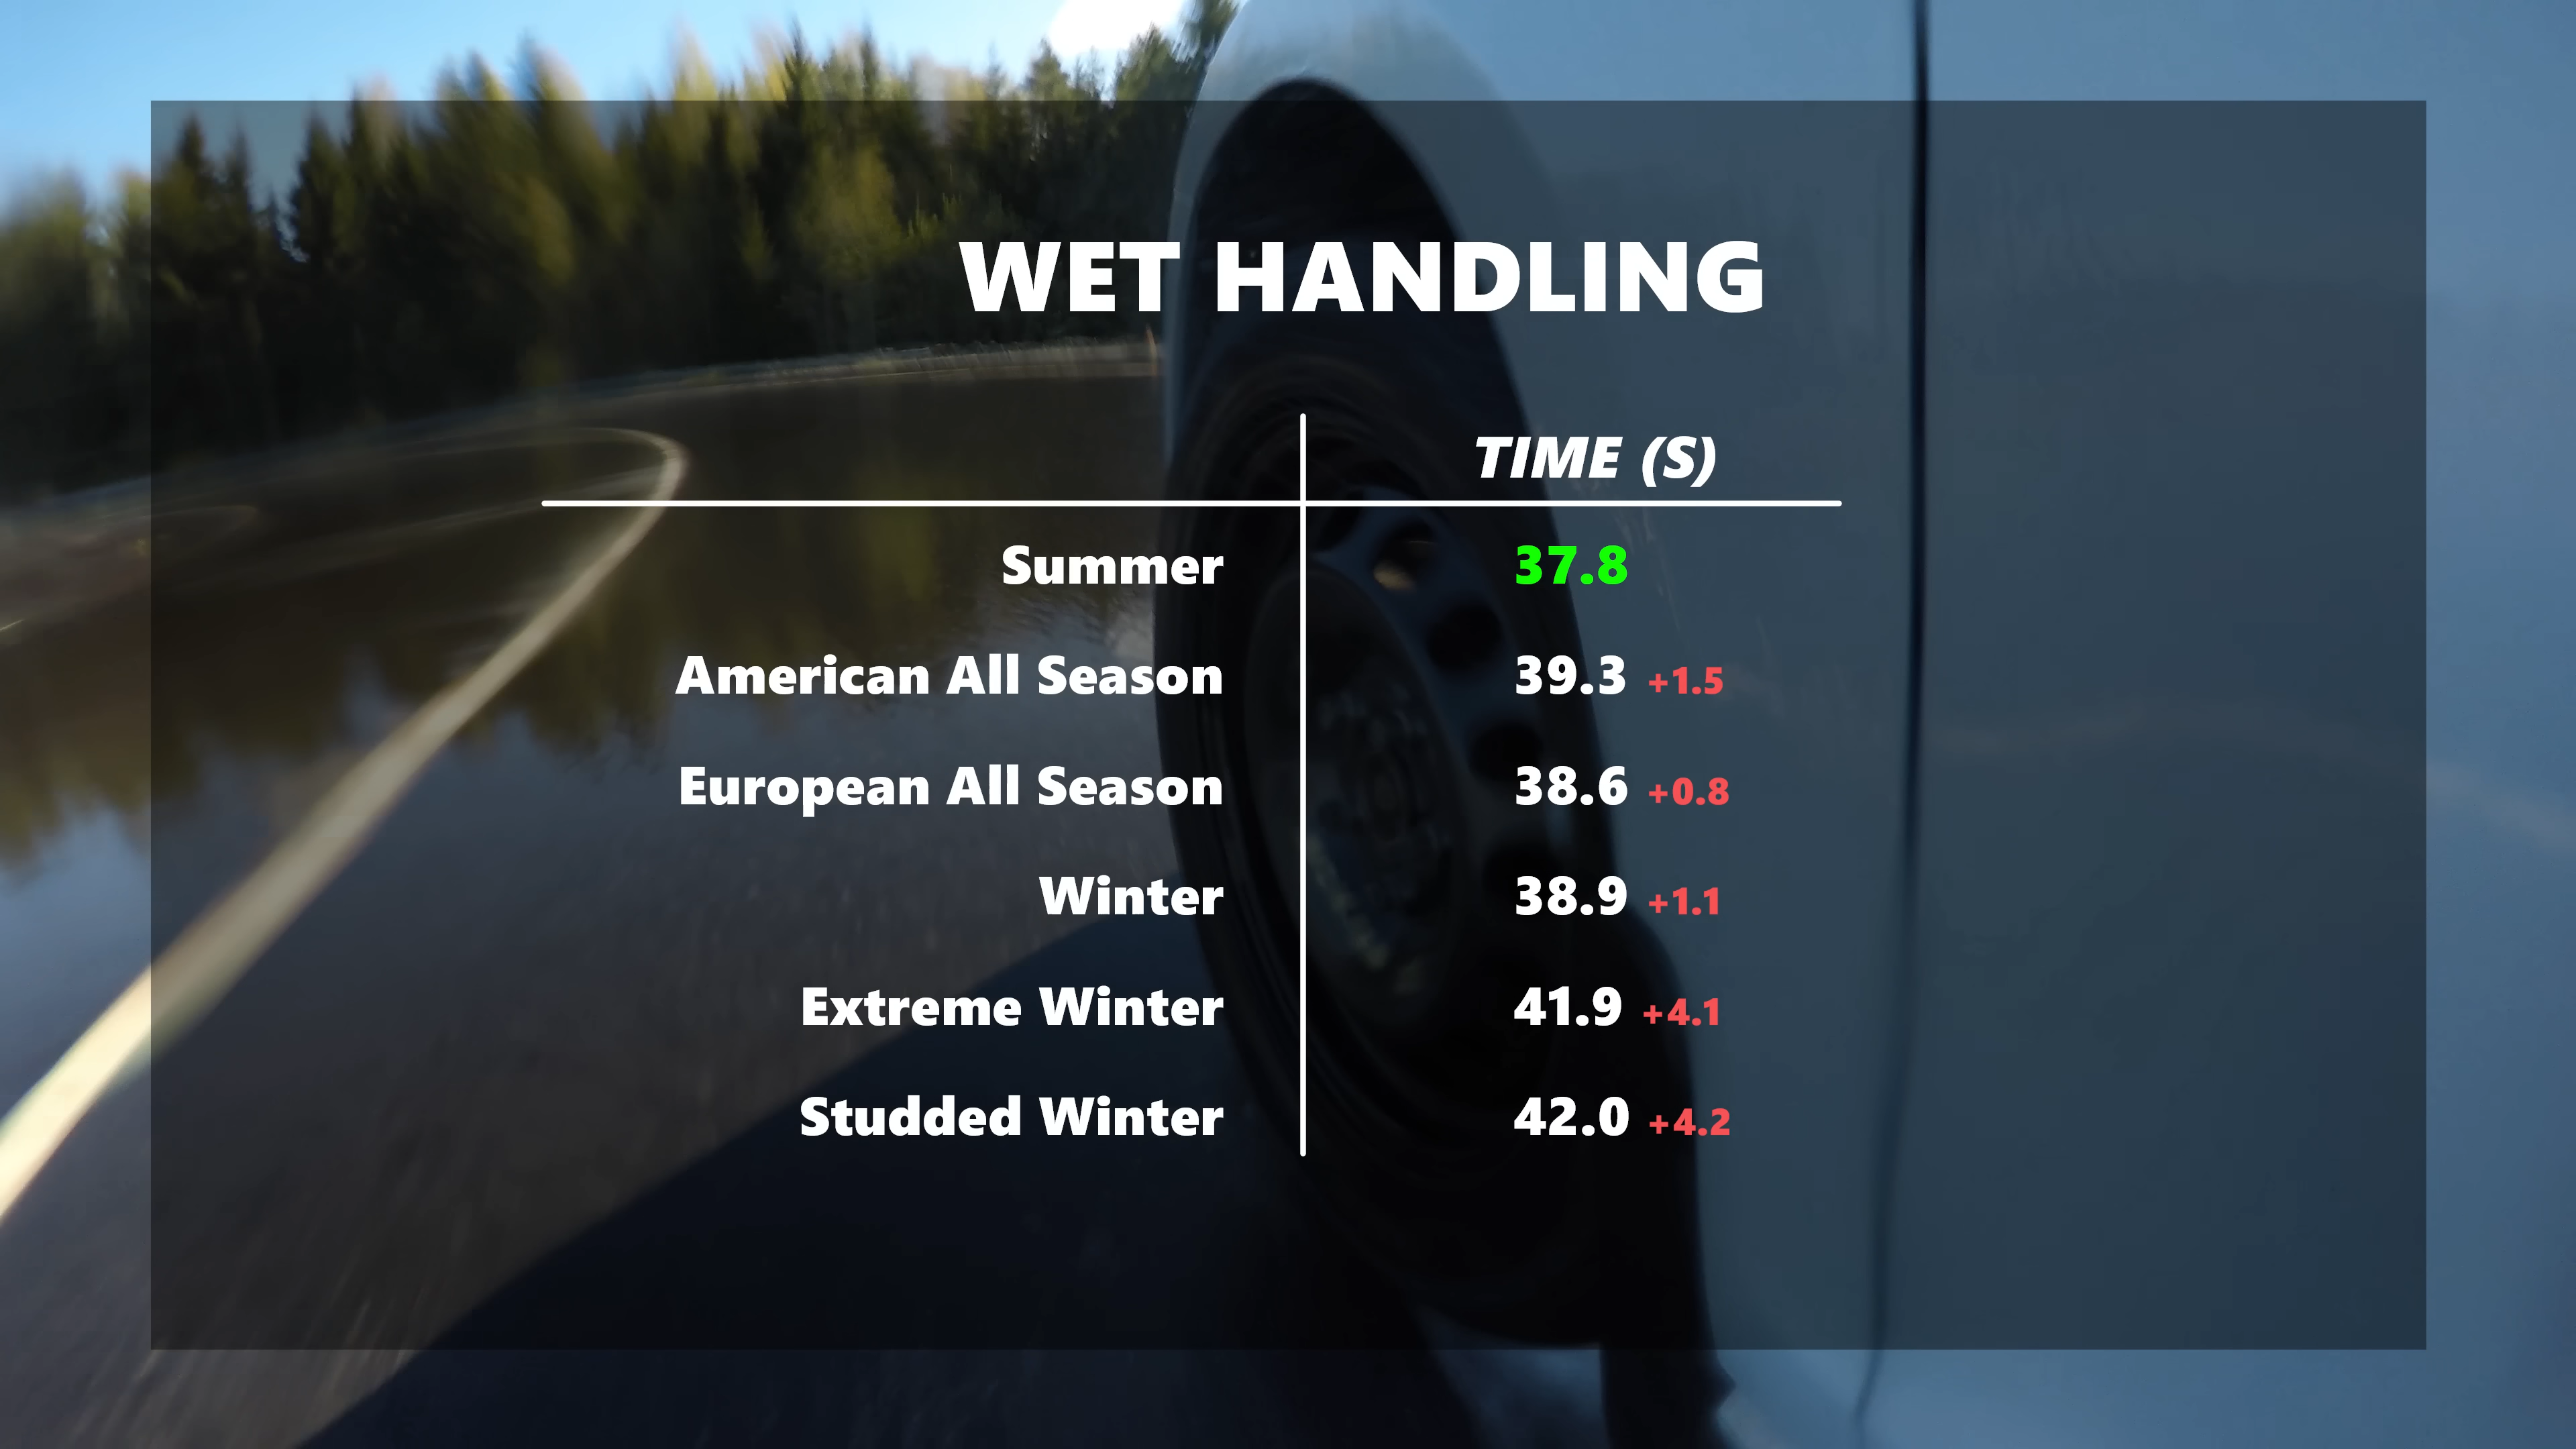 WET HANDLING
TIME (S)
Summer 37.8
American All Season 39.3 +1.5
European All Season 38.6 +0.8
Winter 38.9 +1.1
Extreme Winter 41.9 +4.1
Studded Winter 42.0 +4.2